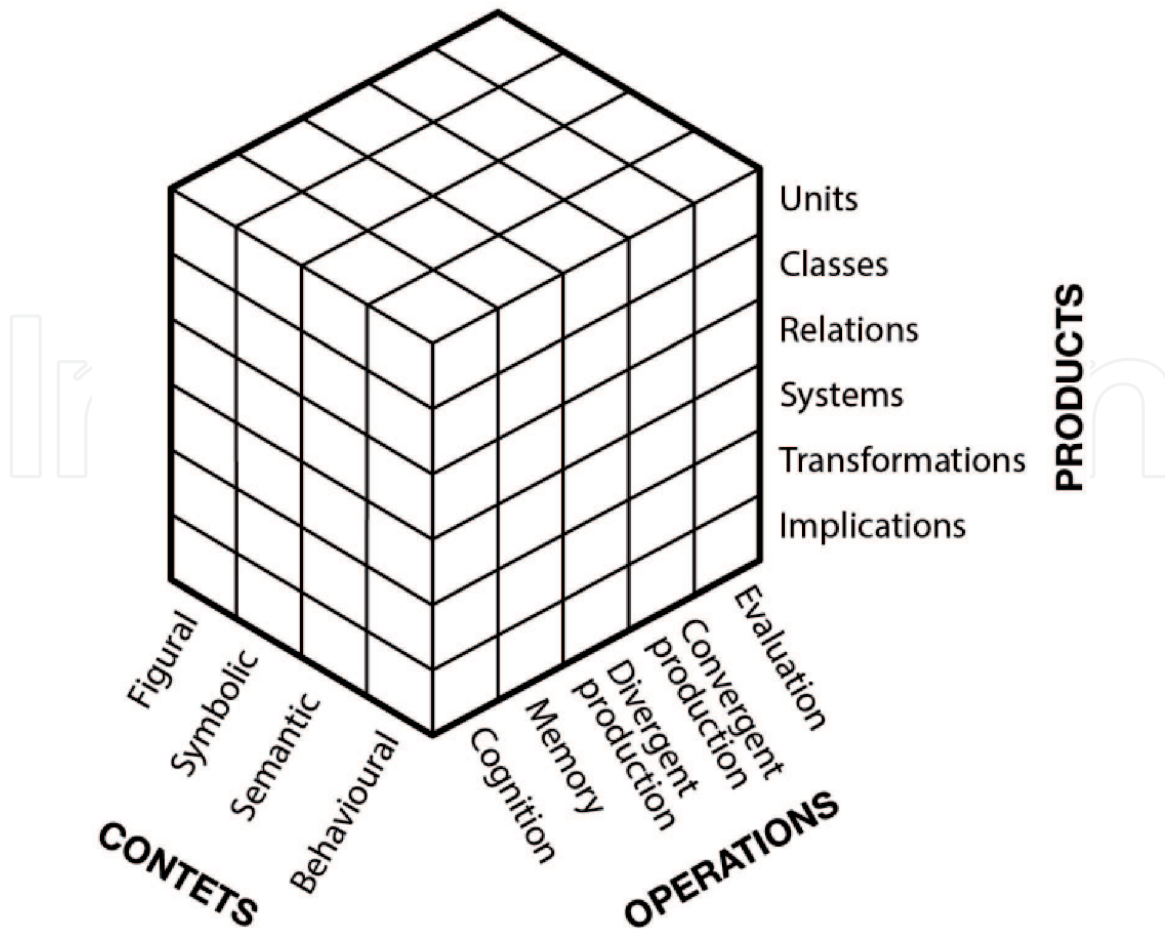 Units
Classes
Relations
Systems
Transformations
Implications
PRODUCTS
Figural
Symbolic
Semantic
Behavioural
CONTETS
Cognition
Memory
Divergent
production
Convergent
production
Evaluation
OPERATIONS